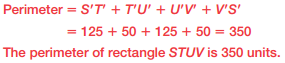 Perimeter = S'T' + T'U' + U'V' + V'S'
= 125 + 50 + 125 + 50 = 350
The perimeter of rectangle STUV is 350 units.